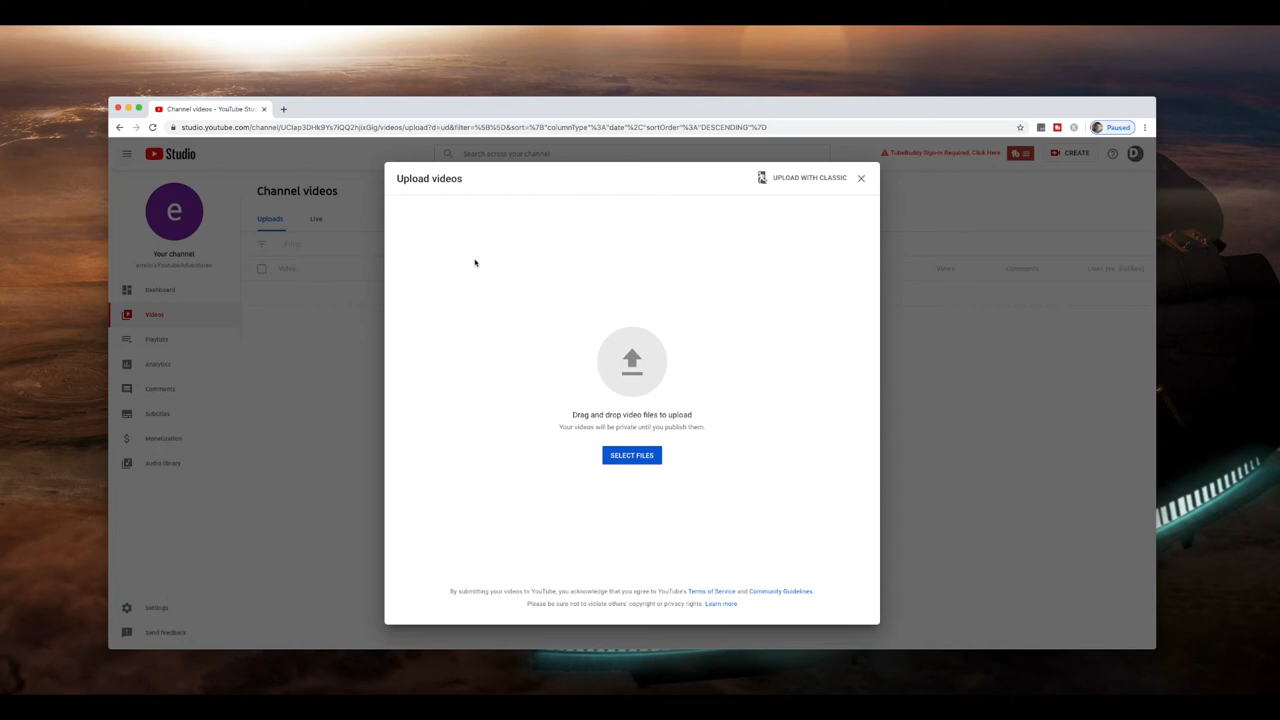 Channel videos - YouTube Stu
studio.youtube.com/channel/UCIap3DHk9Ys7iQQ2hjixGig/videos/upload?d=ud&filter=%5B%5D&sort=%7B"columnType"%3A"date"%2C"sortOrder"%3A"DESCENDING"%7D
Paused
Studio
Search across your channel
TubeBuddy Sign-in Required, Click Here
CREATE
Upload videos
UPLOAD WITH CLASSIC
e
Your channel
Channel videos
Uploads
Live
Filter
Video
Views
Comments
Likes (vs. dislikes)
Dashboard
Videos
Playlists
Analytics
Comments
Subtitles
Monetization
Audio library
Settings
Send feedback
Drag and drop video files to upload
Your videos will be private until you publish them.
SELECT FILES
By submitting your videos to YouTube, you acknowledge that you agree to YouTube's Terms of Service and Community Guidelines.
Please be sure not to violate others' copyright or privacy rights. Learn more